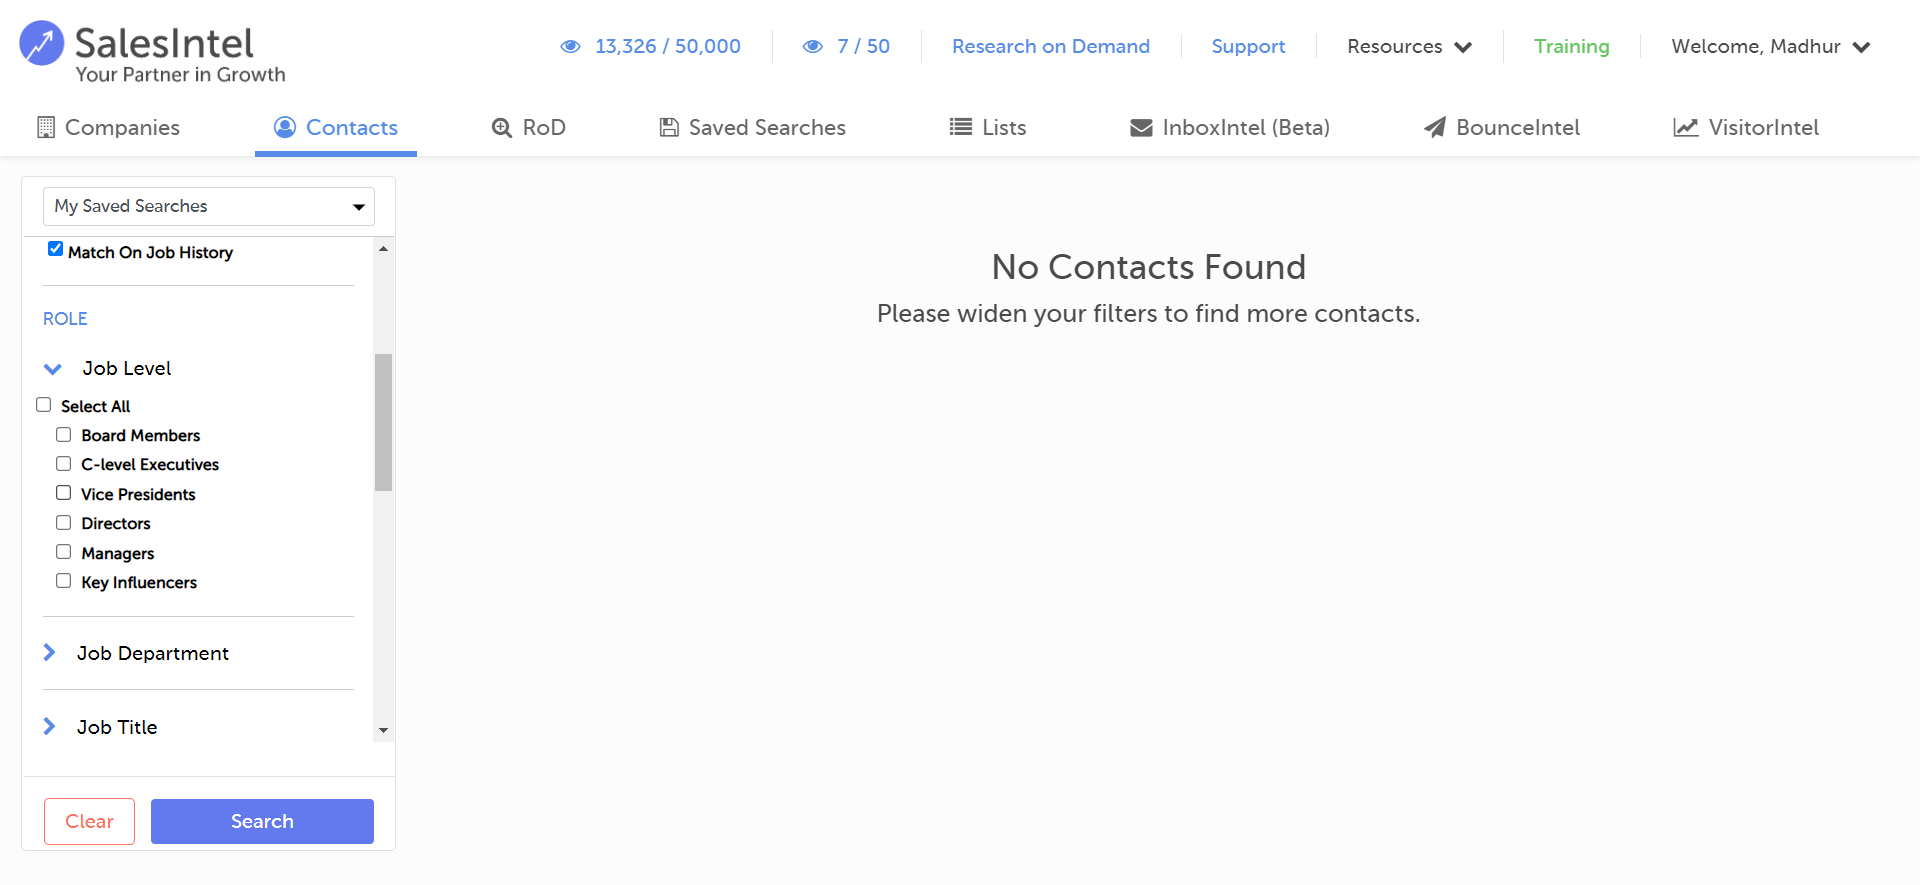 SalesIntel
Your Partner in Growth
13,326 / 50,000
7 / 50
Research on Demand
Support
Resources
Training
Welcome, Madhur
Companies
Contacts
RoD
Saved Searches
Lists
InboxIntel (Beta)
BounceIntel
VisitorIntel
My Saved Searches
Match On Job History
ROLE
Job Level
Select All
Board Members
C-level Executives
Vice Presidents
Directors
Managers
Key Influencers
Job Department
Job Title
Clear
Search
No Contacts Found
Please widen your filters to find more contacts.